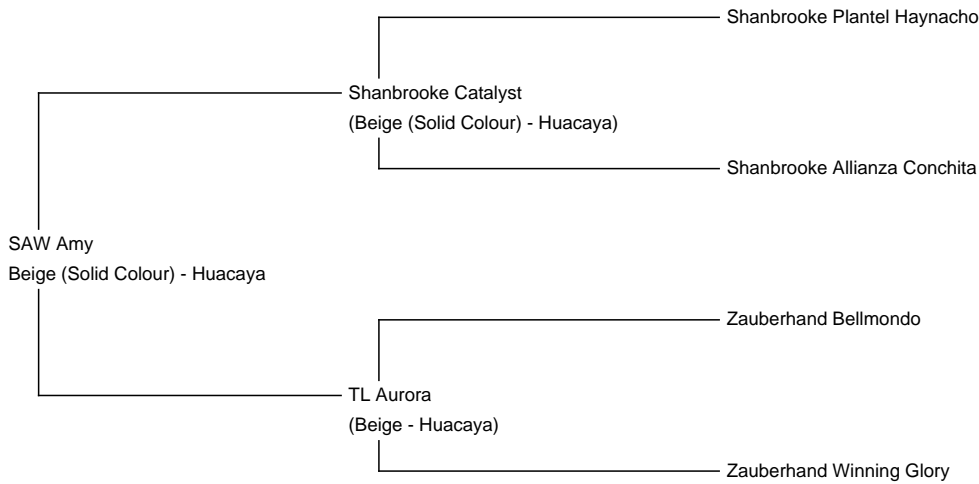 Shanbrooke Plantel Haynacho
Shanbrooke Catalyst
(Beige (Solid Colour) - Huacaya)
Shanbrooke Allianza Conchita
SAW Amy
Beige (Solid Colour) - Huacaya
Zauberhand Bellmondo
TL Aurora
(Beige - Huacaya)
Zauberhand Winning Glory